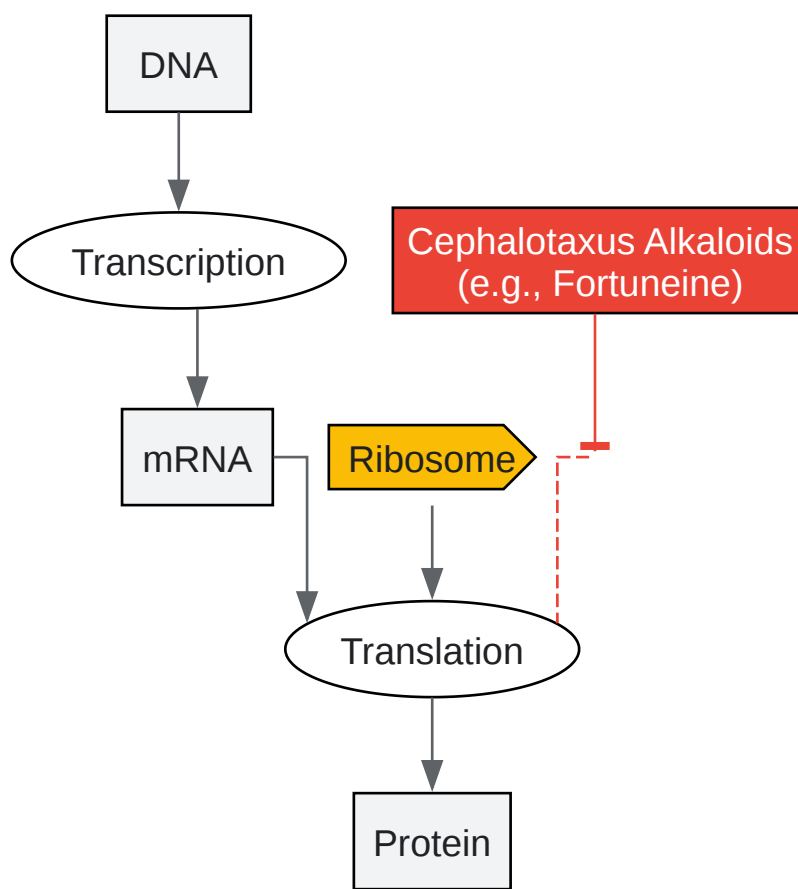 DNA
Transcription
Cephalotaxus Alkaloids
(e.g., Fortuneine)
mRNA
Ribosome
Translation
Protein